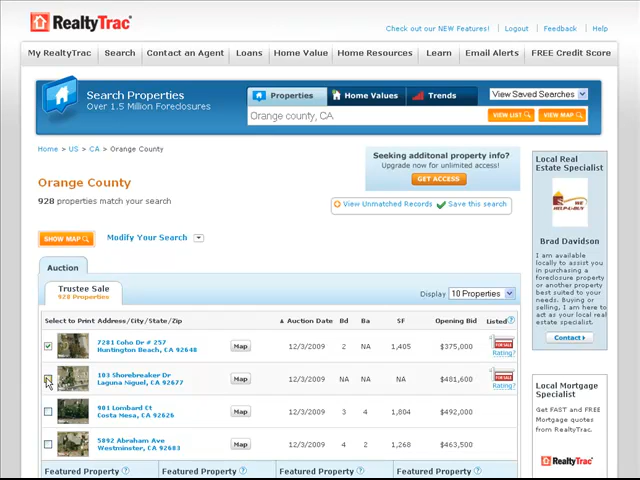 RealtyTrac
Check out our NEW Features! Logout Feedback Help
My RealtyTrac Search Contact an Agent Loans Home Value Home Resources Learn Email Alerts FREE Credit Score
Search Properties
Over 1.5 Million Foreclosures
Properties Home Values Trends View Saved Searches
Orange county, CA VIEW LIST VIEW MAP
Home > US > CA > Orange County
Orange County
928 properties match your search
Seeking additonal property info?
Upgrade now for unlimited access!
GET ACCESS
View Unmatched Records Save this search
SHOW MAP Modify Your Search
Auction
Trustee Sale
928 Properties
Display 10 Properties
Select to Print Address/City/State/Zip Auction Date Bd Ba SF Opening Bid Listed?
7201 Coho Dr # 257
Huntington Beach, CA 92648
Map 12/3/2009 2 NA 1,405 $375,000
FOR SALE
Rating?
103 Shorebreaker Dr
Laguna Niguel, CA 92677
Map 12/3/2009 NA NA NA $481,600
FOR SALE
Rating?
901 Lombard Ct
Costa Mesa, CA 92626
Map 12/3/2009 3 4 1,804 $492,000
5892 Abraham Ave
Westminster, CA 92683
Map 12/3/2009 4 2 1,268 $463,500
Featured Property ? Featured Property ? Featured Property ? Featured Property ?
Local Real
Estate Specialist
WE
HELP-U-BUY
Brad Davidson
I am available
locally to assist you
in purchasing a
foreclosure property
or another property
best suited to your
needs. Buying or
selling, I am here to
act as your local real
estate specialist.
Contact
Local Mortgage
Specialist
Get FAST and FREE
Mortgage quotes
from RealtyTrac.
RealtyTrac